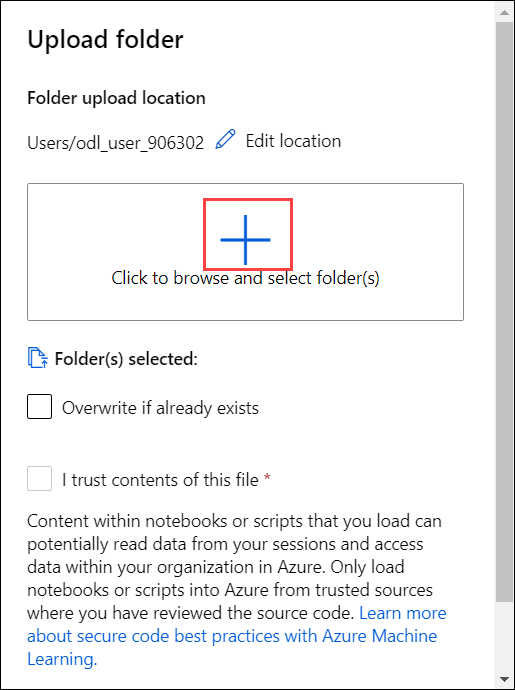 Upload folder
Folder upload location
Users/odl_user_906302 Edit location
Click to browse and select folder(s)
Folder(s) selected:
Overwrite if already exists
I trust contents of this file *
Content within notebooks or scripts that you load can
potentially read data from your sessions and access
data within your organization in Azure. Only load
notebooks or scripts into Azure from trusted sources
where you have reviewed the source code. Learn more
about secure code best practices with Azure Machine
Learning.